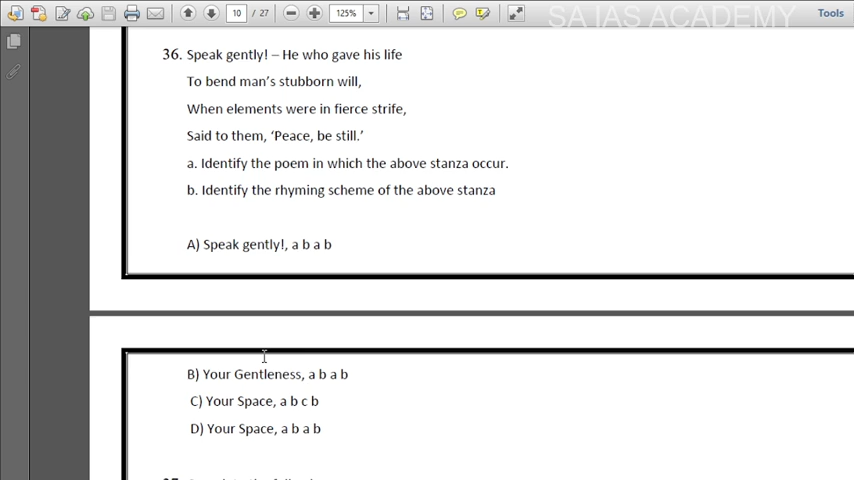 10 / 27
125%
SA IAS ACADEMY
Tools
36. Speak gently! – He who gave his life
To bend man's stubborn will,
When elements were in fierce strife,
Said to them, 'Peace, be still.'
a. Identify the poem in which the above stanza occur.
b. Identify the rhyming scheme of the above stanza
A) Speak gently!, a b a b
B) Your Gentleness, a b a b
C) Your Space, a b c b
D) Your Space, a b a b